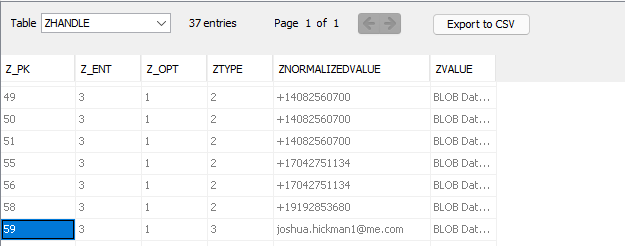 Table ZHANDLE 37 entries Page 1 of 1 Export to CSV
Z_PK Z_ENT Z_OPT ZTYPE ZNORMALIZEDVALUE ZVALUE
49 3 1 2 +14082560700 BLOB Dat...
50 3 1 2 +14082560700 BLOB Dat...
51 3 1 2 +14082560700 BLOB Dat...
55 3 1 2 +17042751134 BLOB Dat...
56 3 1 2 +17042751134 BLOB Dat...
58 3 1 2 +19192853680 BLOB Dat...
59 3 1 3 joshua.hickman1@me.com BLOB Dat...